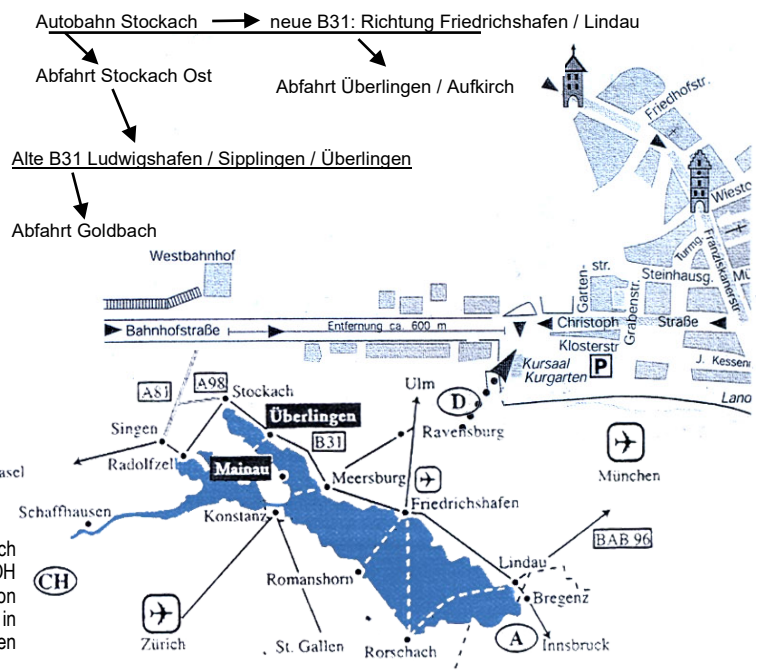 Autobahn Stockach neue B31: Richtung Friedrichshafen / Lindau
Abfahrt Stockach Ost
Abfahrt Überlingen / Aufkirch
Alte B31 Ludwigshafen / Sipplingen / Überlingen
Abfahrt Goldbach
Friedhofstr.
Turmg.
Franziskanerstr
Westbahnhof
Garten-
str.
Steinhausg.
Grabenstr.
Bahnhofstraße
Entfernung ca. 600 m
Christoph Straße
Klosterstr
Kursaal
Kurgarten
P
J. Kessen
A81
A98
Stockach
Ulm
D
Überlingen
B31
Singen
Ravensburg
Radolfzell
Mainau
Meersburg
München
Schaffhausen
Konstanz
Friedrichshafen
BAB 96
CH
Romanshorn
Lindau
Bregenz
Zürich
St. Gallen
Rorschach
A
Innsbruck
in